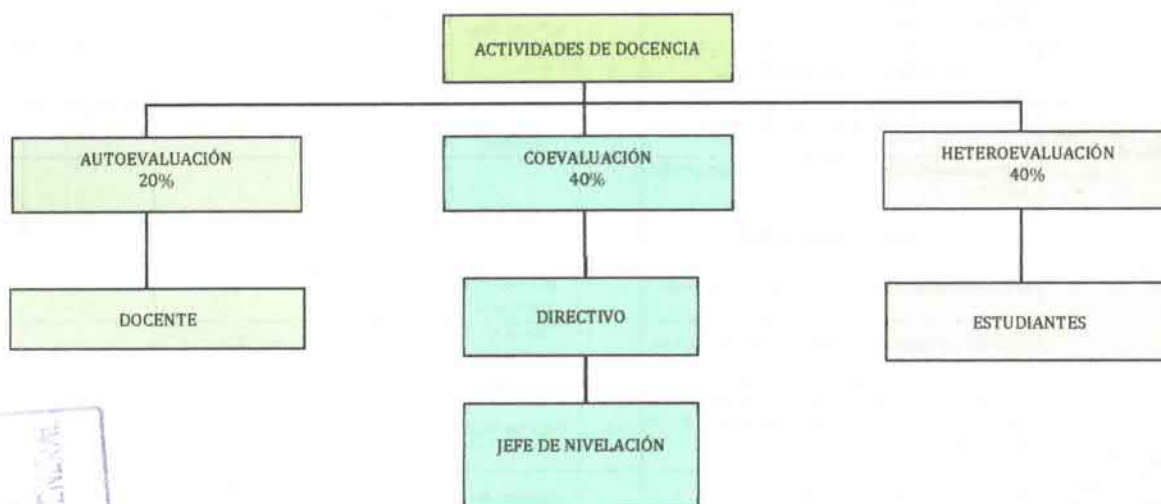 ACTIVIDADES DE DOCENCIA
AUTOEVALUACIÓN
20%
COEVALUACIÓN
40%
HETEROEVALUACIÓN
40%
DOCENTE
DIRECTIVO
ESTUDIANTES
JEFE DE NIVELACIÓN